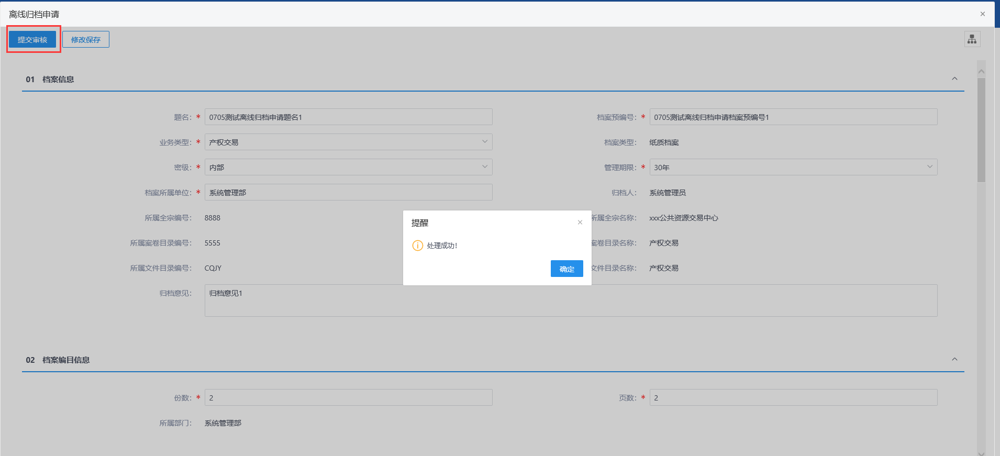 离线归档申请
提交审核 修改保存
01 档案信息
题名： * 0705测试离线归档申请题名1 档案预编号： * 0705测试离线归档申请档案预编号1
业务类型： * 产权交易 档案类型： 纸质档案
密级： * 内部 管理期限： * 30年
档案所属单位： * 系统管理部 归档人： 系统管理员
所属全宗编号： 8888 所属全宗名称： xxx公共资源交易中心
所属案卷目录编号： 5555 案卷目录名称： 产权交易
所属文件目录编号： CQJY 文件目录名称： 产权交易
归档意见： 归档意见1
提醒
处理成功!
确定
02 档案编目信息
份数： * 2 页数： * 2
所属部门： 系统管理部